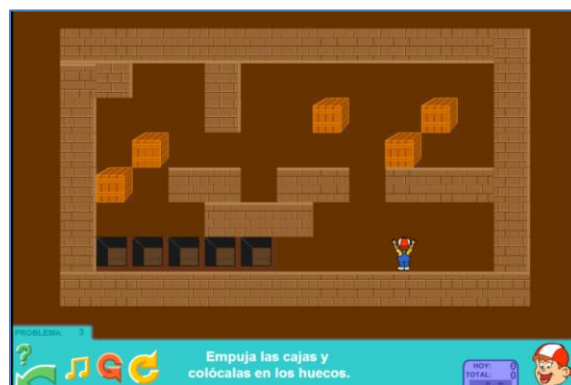 PROBLEMA: 3
?
Empuja las cajas y
colócalas en los huecos.
HOY: 0
TOTAL: 0